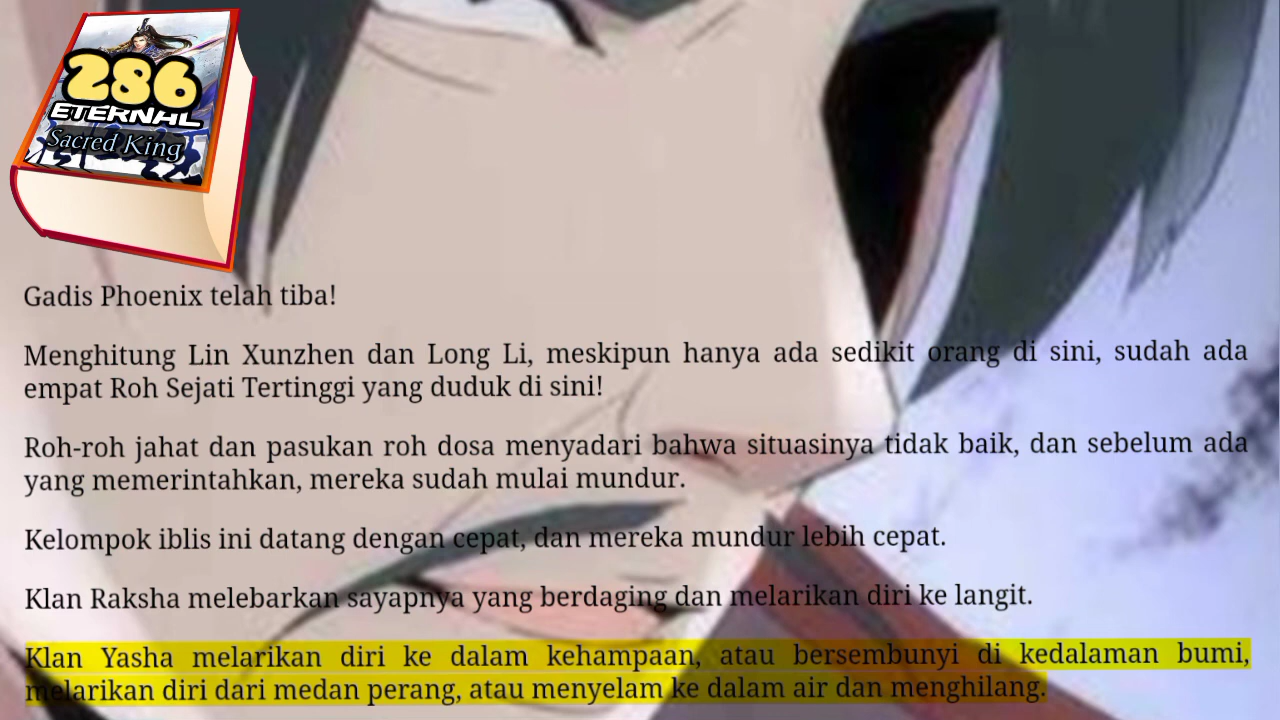 286
ETERNAL
Sacred King
Gadis Phoenix telah tiba!
Menghitung Lin Xunzhen dan Long Li, meskipun hanya ada sedikit orang di sini, sudah ada
empat Roh Sejati Tertinggi yang duduk di sini!
Roh-roh jahat dan pasukan roh dosa menyadari bahwa situasinya tidak baik, dan sebelum ada
yang memerintahkan, mereka sudah mulai mundur.
Kelompok iblis ini datang dengan cepat, dan mereka mundur lebih cepat.
Klan Raksha melebarkan sayapnya yang berdaging dan melarikan diri ke langit.
Klan Yasha melarikan diri ke dalam kehampaan, atau bersembunyi di kedalaman bumi,
melarikan diri dari medan perang, atau menyelam ke dalam air dan menghilang.